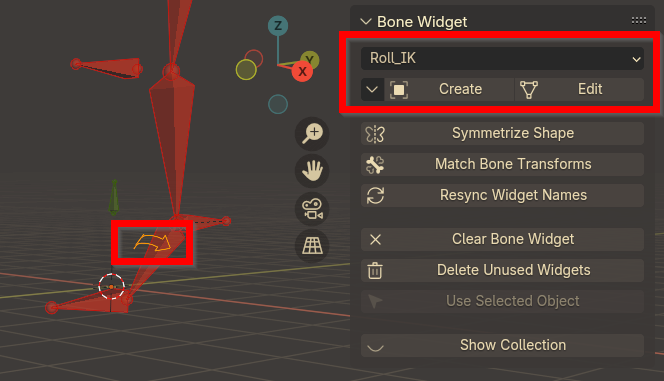 Bone Widget
Z
Y
X
Roll_IK
Create
Edit
Symmetrize Shape
Match Bone Transforms
Resync Widget Names
Clear Bone Widget
Delete Unused Widgets
Use Selected Object
Show Collection